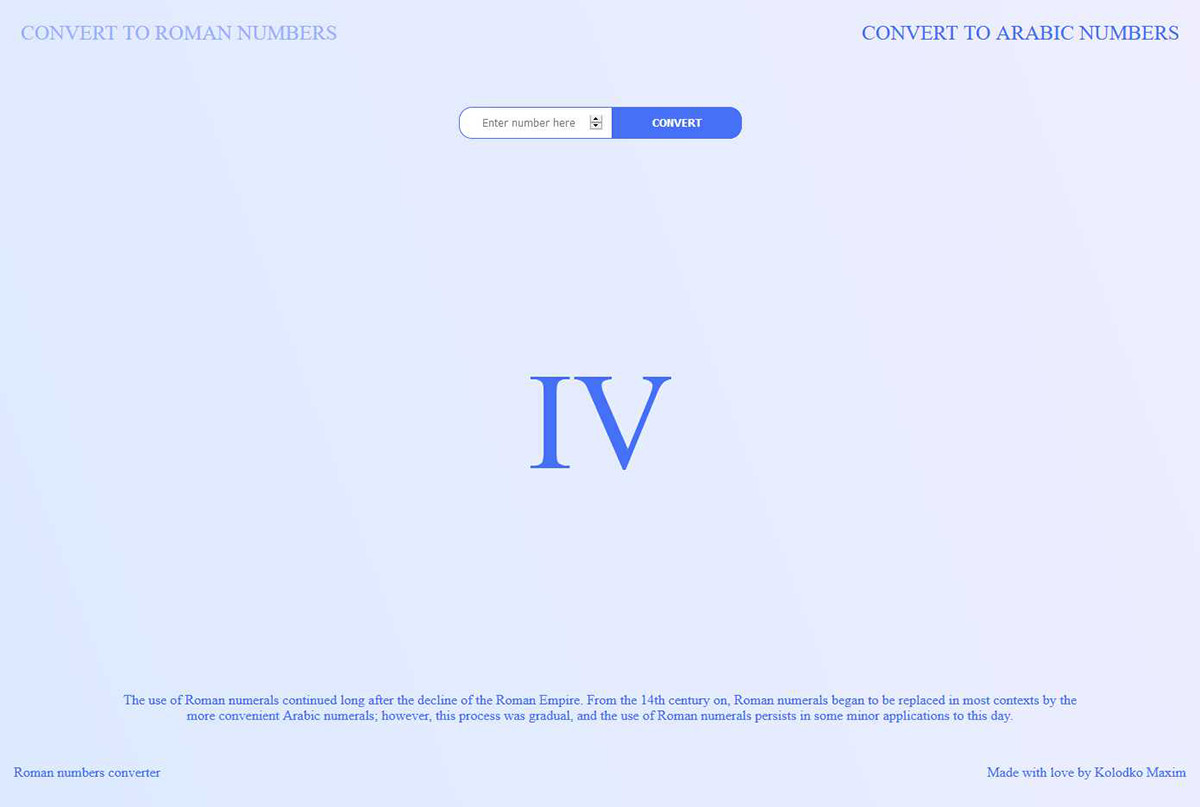 CONVERT TO ROMAN NUMBERS
CONVERT TO ARABIC NUMBERS
Enter number here
CONVERT
IV
The use of Roman numerals continued long after the decline of the Roman Empire. From the 14th century on, Roman numerals began to be replaced in most contexts by the
more convenient Arabic numerals; however, this process was gradual, and the use of Roman numerals persists in some minor applications to this day.
Roman numbers converter
Made with love by Kolodko Maxim